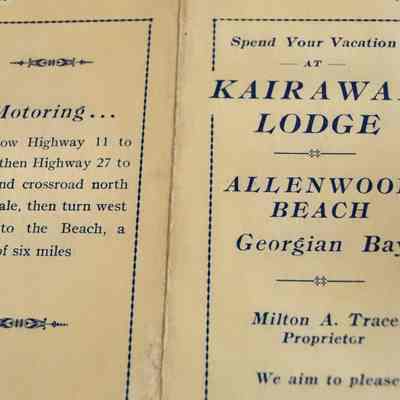 Motoring...
ow Highway 11 to
then Highway 27 to
nd crossroad north
ale, then turn west
to the Beach, a
of six miles
Spend Your Vacation
AT
KAIRAWA
LODGE
ALLENWOOD
BEACH
Georgian Bay
Milton A. Trace
Proprietor
We aim to please